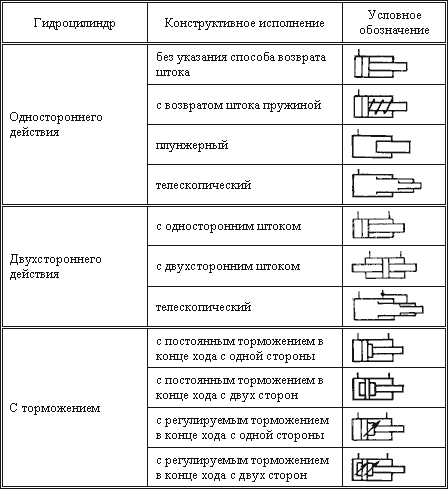 Гидроцилиндр
Конструктивное исполнение
Условное
обозначение
Одностороннего
действия
без указания способа возврата
штока
с возвратом штока пружиной
плунжерный
телескопический
Двухстороннего
действия
с односторонним штоком
с двухсторонним штоком
телескопический
С торможением
с постоянным торможением в
конце хода с одной стороны
с постоянным торможением в
конце хода с двух сторон
с регулируемым торможением
в конце хода с одной стороны
с регулируемым торможением
в конце хода с двух сторон